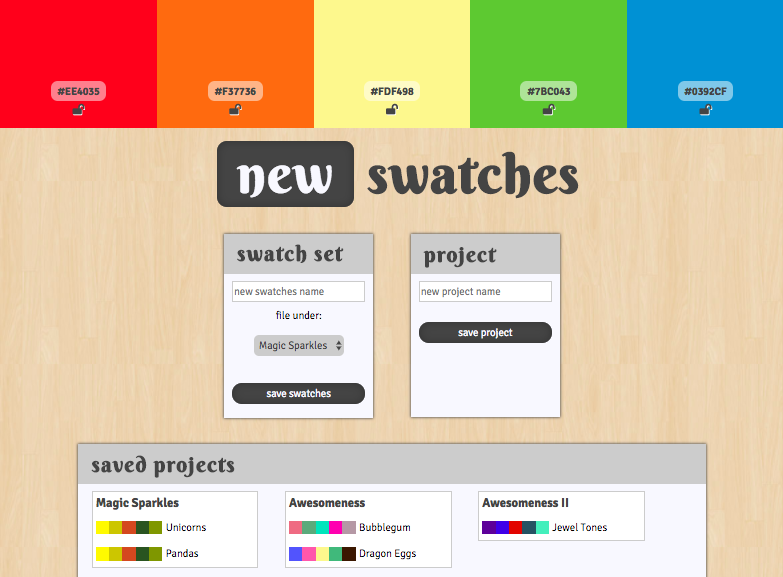 #EE4035 #F37736 #FDF498 #7BC043 #0392CF
new swatches
swatch set
new swatches name
file under:
Magic Sparkles
save swatches
project
new project name
save project
saved projects
Magic Sparkles
Unicorns
Pandas
Awesomeness
Bubblegum
Dragon Eggs
Awesomeness II
Jewel Tones